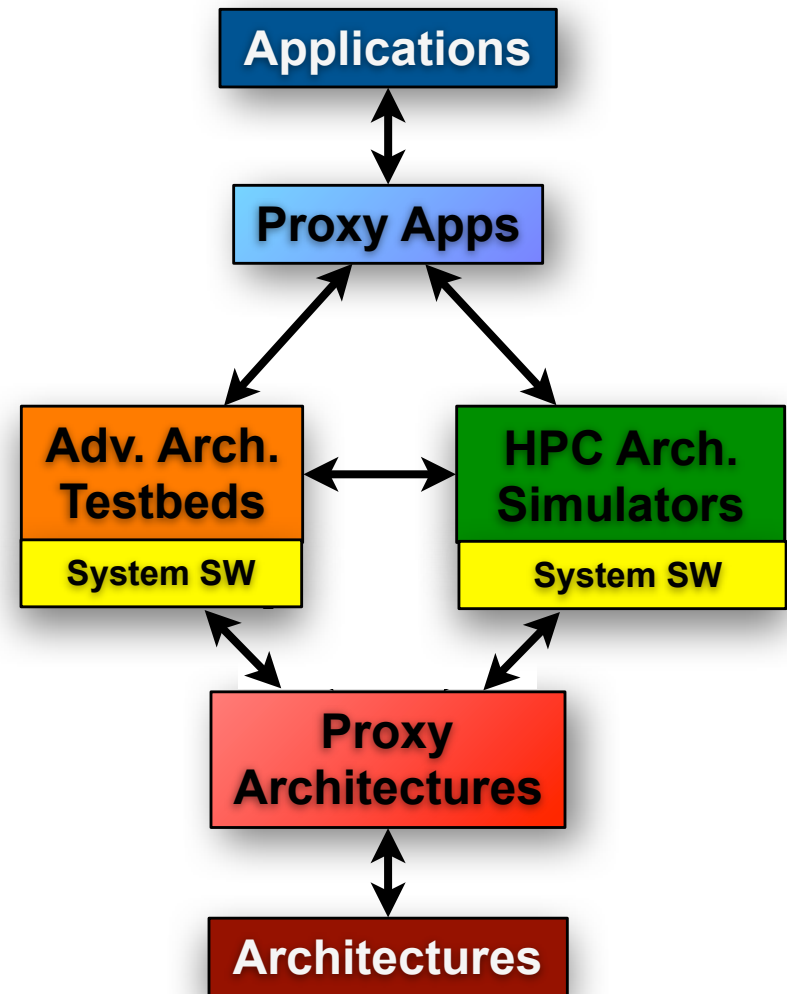 Applications
Proxy Apps
Adv. Arch.
Testbeds
System SW
HPC Arch.
Simulators
System SW
Proxy
Architectures
Architectures